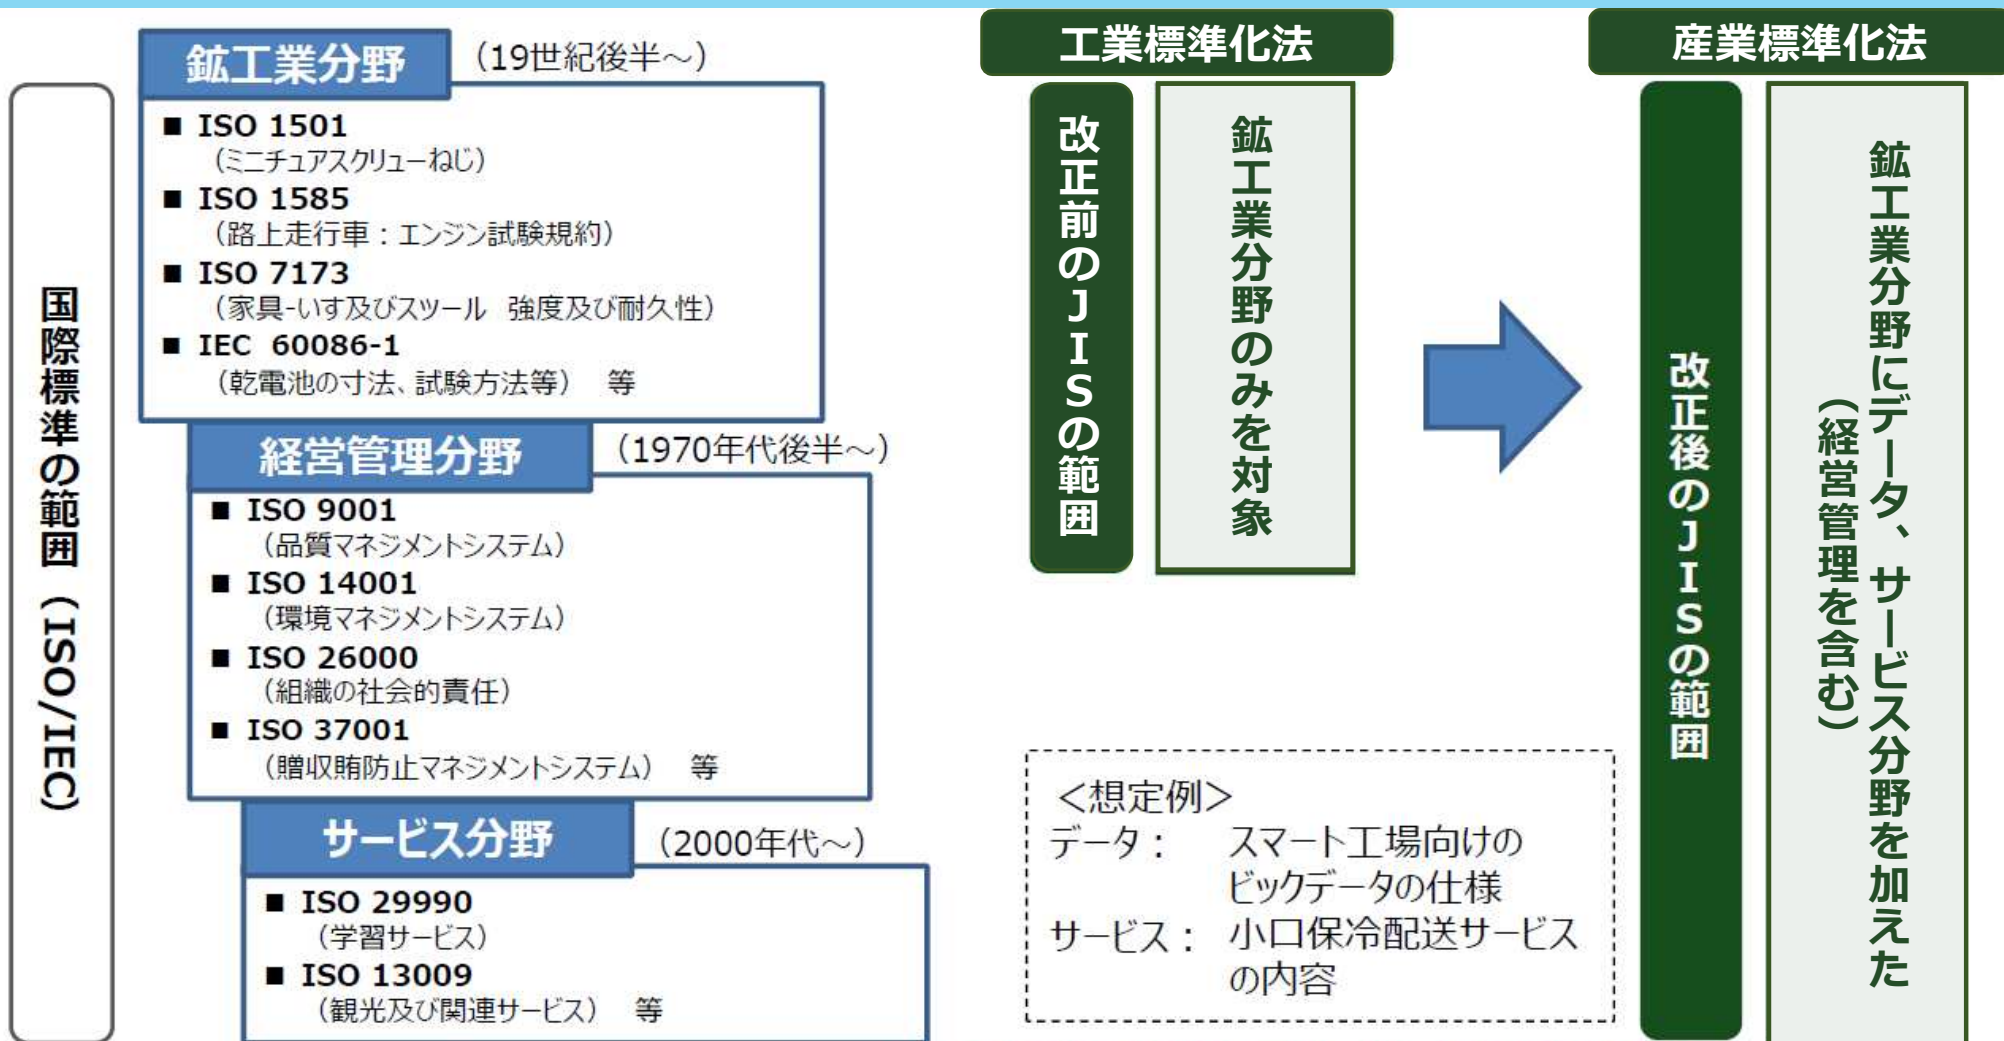 国際標準の範囲（ISO/IEC）
鉱工業分野
（19世紀後半～）
■ ISO 1501
（ミニチュアスクリューねじ）
■ ISO 1585
（路上走行車：エンジン試験規約）
■ ISO 7173
（家具-いす及びスツール　強度及び耐久性）
■ IEC 60086-1
（乾電池の寸法、試験方法等）　等
経営管理分野
（1970年代後半～）
■ ISO 9001
（品質マネジメントシステム）
■ ISO 14001
（環境マネジメントシステム）
■ ISO 26000
（組織の社会的責任）
■ ISO 37001
（贈収賄防止マネジメントシステム）　等
サービス分野
（2000年代～）
■ ISO 29990
（学習サービス）
■ ISO 13009
（観光及び関連サービス）　等
工業標準化法
改正前のJISの範囲
鉱工業分野のみを対象
＜想定例＞
データ：　スマート工場向けの
ビックデータの仕様
サービス：　小口保冷配送サービス
の内容
産業標準化法
改正後のJISの範囲
鉱工業分野にデータ、サービス分野を加えた
（経営管理を含む）